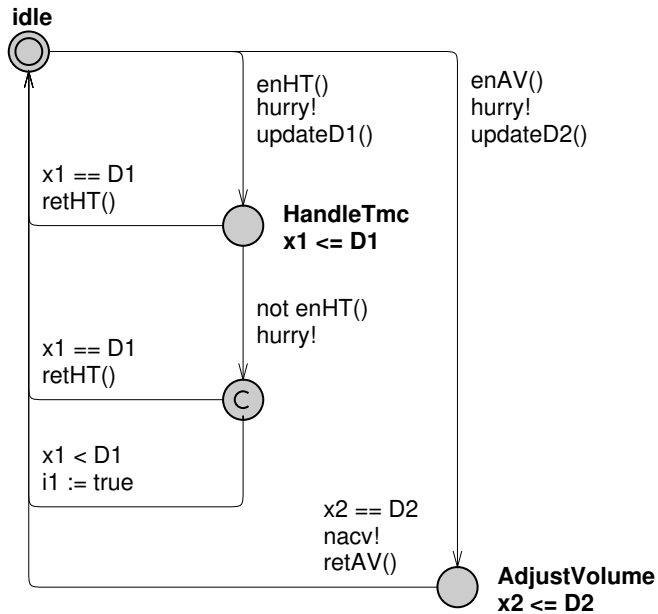 idle
enHT()
hurry!
updateD1()
enAV()
hurry!
updateD2()
x1 == D1
retHT()
HandleTmc
x1 <= D1
not enHT()
hurry!
x1 == D1
retHT()
C
x1 < D1
i1 := true
x2 == D2
nacv!
retAV()
AdjustVolume
x2 <= D2